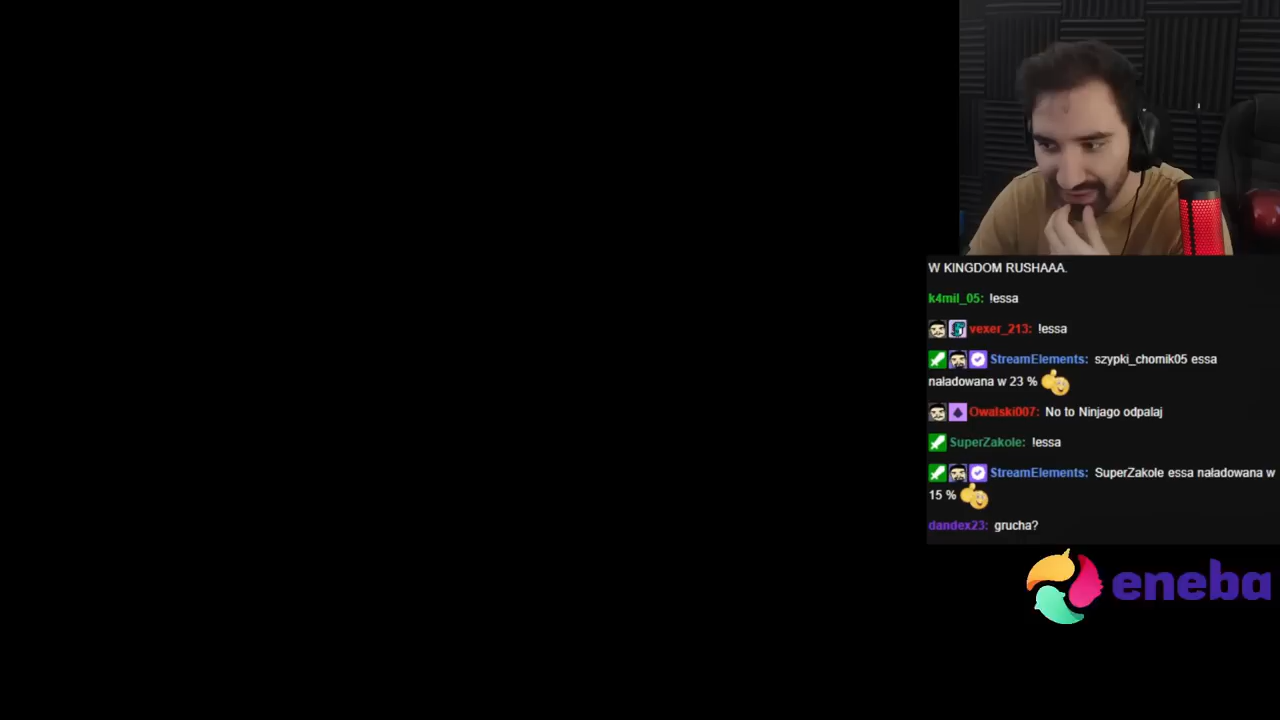 W KINGDOM RUSHAAA.
k4mil_05: !essa
vexer_213: !essa
StreamElements: szypki_chomik05 essa
naładowana w 23 %
Owalski007: No to Ninjago odpalaj
SuperZakole: !essa
StreamElements: SuperZakole essa naładowana w
15 %
dandex23: grucha?
eneba